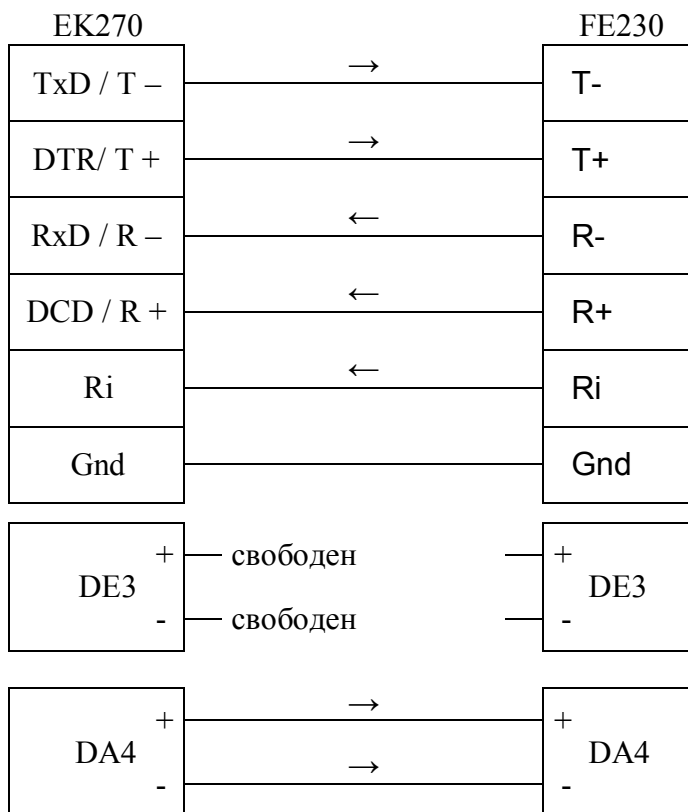 EK270 FE230
→
TxD / T – T-
→
DTR/ T + T+
←
RxD / R – R-
←
DCD / R + R+
←
Ri Ri
Gnd Gnd
+ свободен +
DE3 DE3
- свободен -
→
+ +
DA4 DA4
→
- -